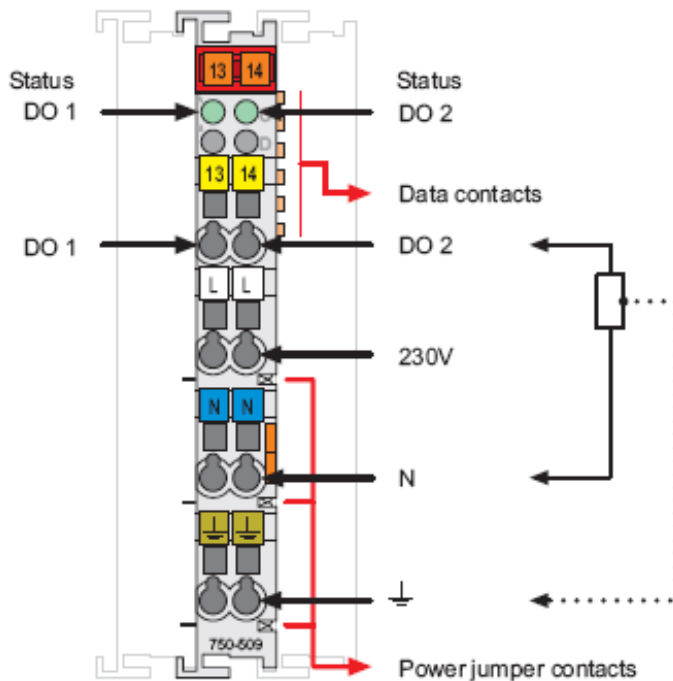 13 14
Status
DO 1
Status
DO 2
13 14
Data contacts
DO 1
DO 2
L L
230V
N N
N
750-509
Power jumper contacts